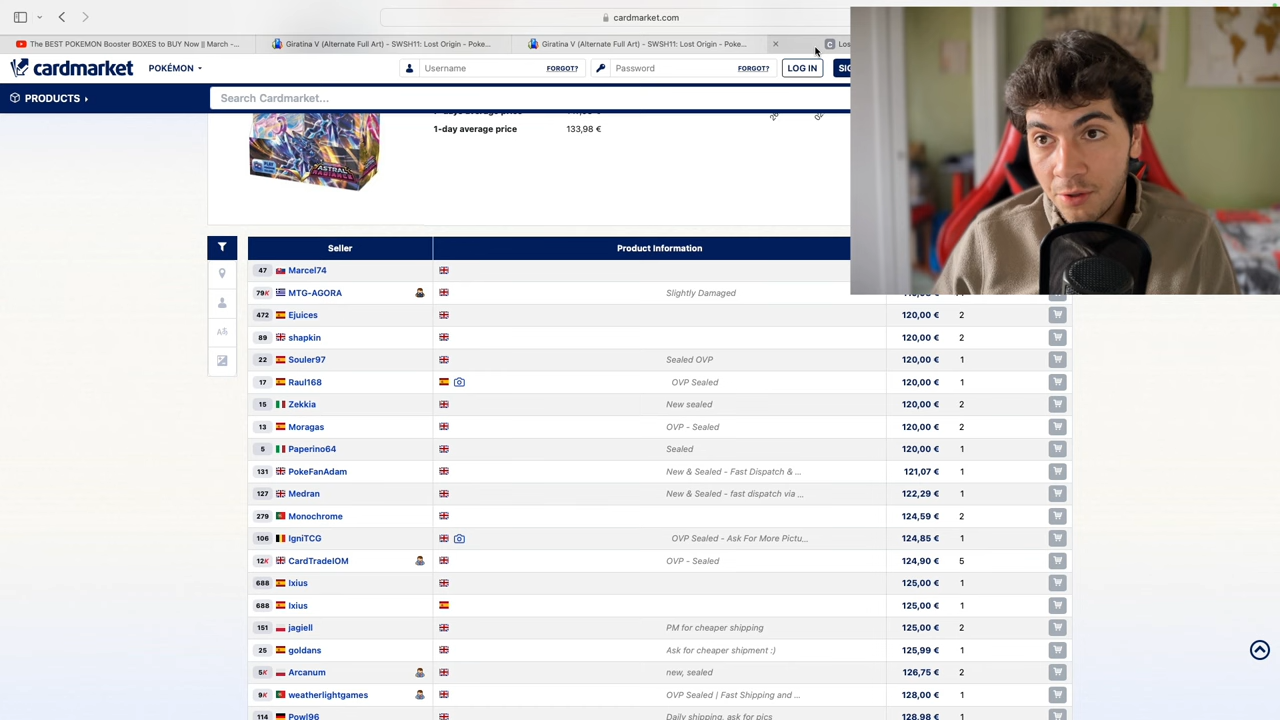 cardmarket.com
The BEST POKEMON Booster BOXES to BUY Now || March -...
Giratina V (Alternate Full Art) - SWSH11: Lost Origin - Poke...
Giratina V (Alternate Full Art) - SWSH11: Lost Origin - Poke...
C Los
cardmarket POKÉMON Username FORGOT? Password FORGOT? LOG IN SIG
PRODUCTS Search Cardmarket...
1-day average price 133,98 €
ASTRAL RADIANCE
Seller Product Information
47 Marcel74
79K MTG-AGORA Slightly Damaged
472 Ejuices 120,00 € 2
89 shapkin 120,00 € 2
22 Souler97 Sealed OVP 120,00 € 1
17 Raul168 OVP Sealed 120,00 € 1
15 Zekkia New sealed 120,00 € 2
13 Moragas OVP - Sealed 120,00 € 2
5 Paperino64 Sealed 120,00 € 1
131 PokeFanAdam New & Sealed - Fast Dispatch & ... 121,07 € 1
127 Medran New & Sealed - fast dispatch via ... 122,29 € 1
279 Monochrome 124,59 € 2
106 IgniTCG OVP Sealed - Ask For More Pictu... 124,85 € 1
12K CardTradeIOM OVP - Sealed 124,90 € 5
688 Ixius 125,00 € 1
688 Ixius 125,00 € 1
151 jagiell PM for cheaper shipping 125,00 € 2
25 goldans Ask for cheaper shipment :) 125,99 € 1
5K Arcanum new, sealed 126,75 € 2
9K weatherlightgames OVP Sealed | Fast Shipping and ... 128,00 € 1
114 Powl96 Daily shipping, ask for pics 128,98 € 1